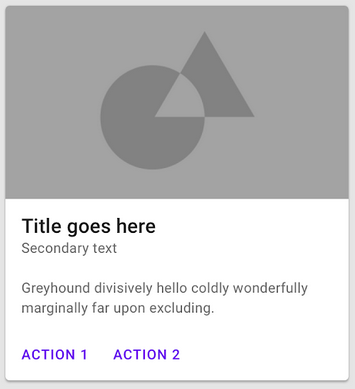 Title goes here
Secondary text
Greyhound divisively hello coldly wonderfully
marginally far upon excluding.
ACTION 1 ACTION 2